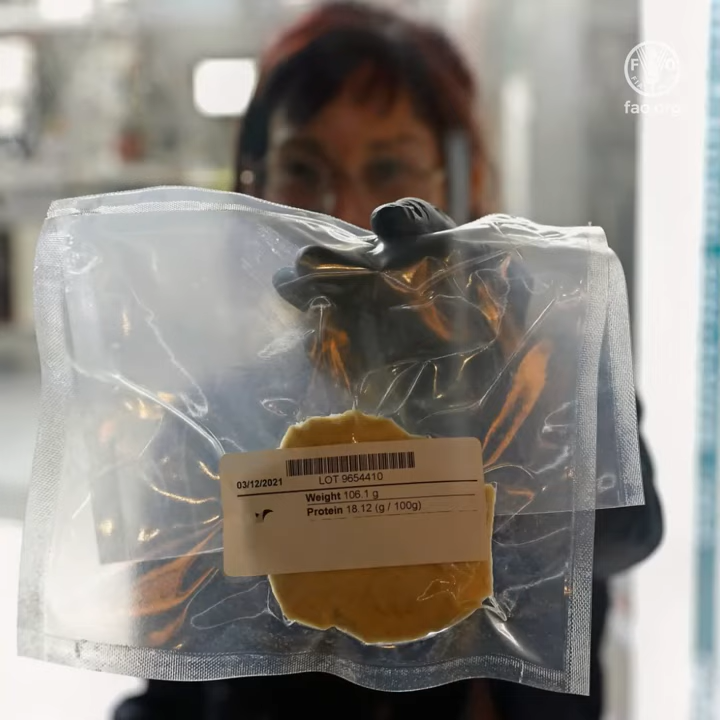 F A O
fao.org
03/12/2021
LOT 9654410
Weight 106.1 g
Protein 18.12 (g / 100g)